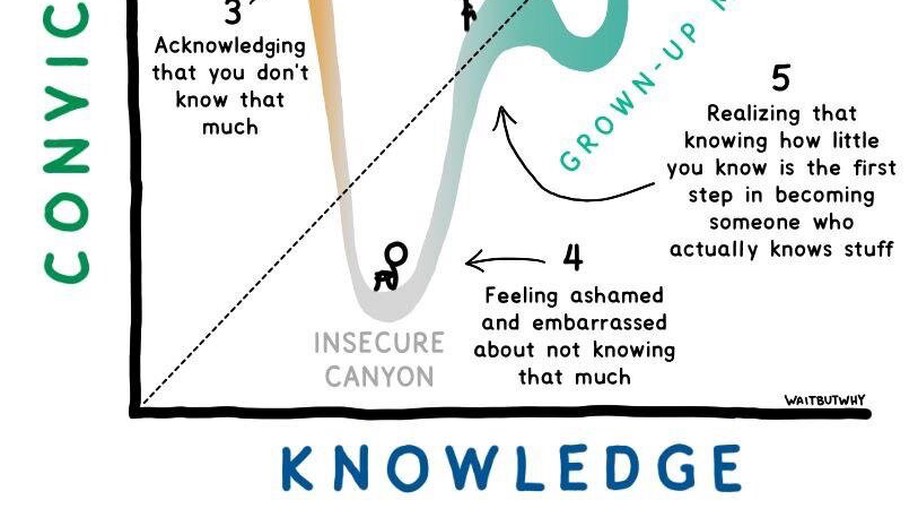 CONVIC
3
Acknowledging
that you don't
know that
much
GROWN-UP
5
Realizing that
knowing how little
you know is the first
step in becoming
someone who
actually knows stuff
4
Feeling ashamed
and embarrassed
about not knowing
that much
INSECURE
CANYON
WAITBUTWHY
KNOWLEDGE